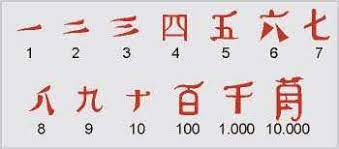 一 二 三 四 五 六 七
1 2 3 4 5 6 7
八 九 十 百 千 萬
8 9 10 100 1.000 10.000